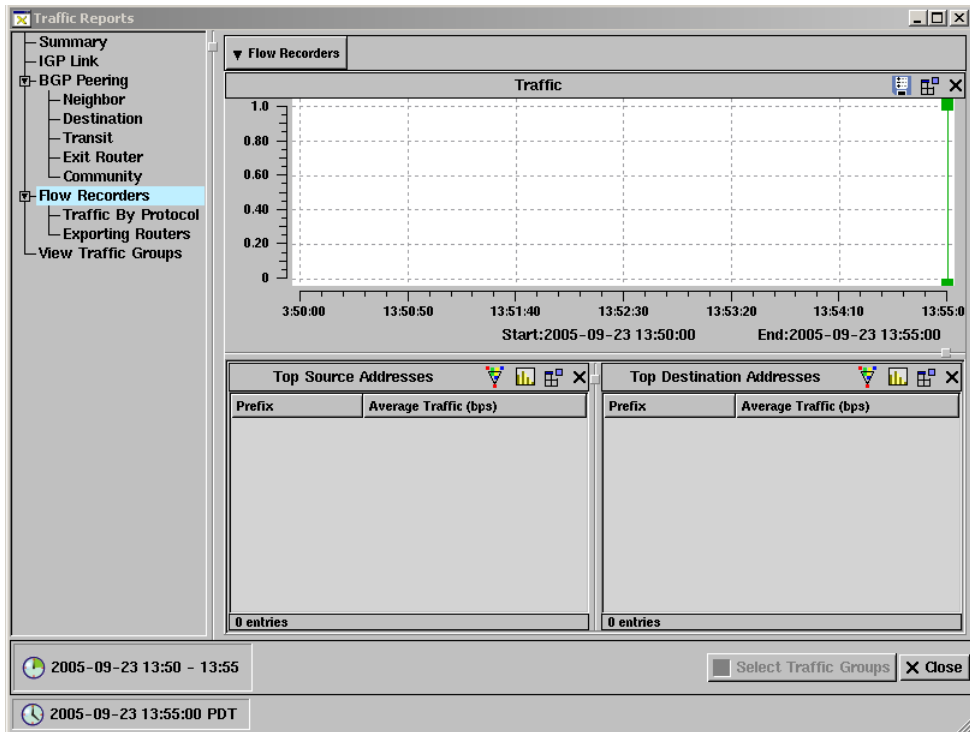 Traffic Reports
Summary
IGP Link
BGP Peering
Neighbor
Destination
Transit
Exit Router
Community
Flow Recorders
Traffic By Protocol
Exporting Routers
View Traffic Groups
Flow Recorders
Traffic
1.0
0.80
0.60
0.40
0.20
0
3:50:00 13:50:50 13:51:40 13:52:30 13:53:20 13:54:10 13:55:0
Start:2005-09-23 13:50:00 End:2005-09-23 13:55:00
Top Source Addresses
Prefix Average Traffic (bps)
0 entries
Top Destination Addresses
Prefix Average Traffic (bps)
0 entries
2005-09-23 13:50 - 13:55
Select Traffic Groups
Close
2005-09-23 13:55:00 PDT